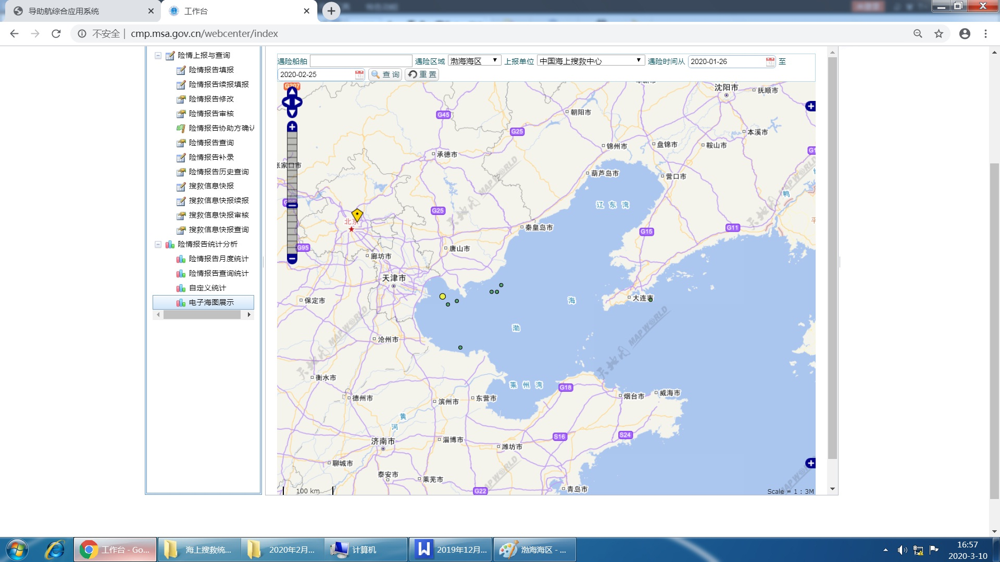 导助航综合应用系统
工作台
不安全
cmp.msa.gov.cn/webcenter/index
险情上报与查询
险情报告填报
险情报告续报填报
险情报告修改
险情报告审核
险情报告协助方确认
险情报告查询
险情报告补录
险情报告历史查询
搜救信息快报
搜救信息快报续报
搜救信息快报审核
搜救信息快报查询
险情报告统计分析
险情报告月度统计
险情报告查询统计
自定义统计
电子海图展示
遇险船舶 遇险区域 渤海海区 上报单位 中国海上搜救中心 遇险时间从 2020-01-26 至
2020-02-25 查 询 重 置
沈阳市
抚顺市
G45
朝阳市
G25
本溪市
锦州市
盘锦市
鞍山市
承德市
张家口市
葫芦岛市
营口市
辽 东 湾
鸭
G25
北京
秦皇岛市
G15
G11
G95
唐山市
廊坊市
天津市
保定市
海
大连市
渤
沧州市
衡水市
莱 州 湾
G18
德州市
滨州市
东营市
烟台市
威海市
黄
河
济南市
淄博市
潍坊市
S16
S24
聊城市
泰安市
莱芜市
青岛市
G22
天地图 MAPWORLD
天地图 MAPWORLD
天地图 MAPWORLD
100 km
Scale = 1 : 3M
工作台 - Go...
海上搜救统...
2020年2月...
计算机
2019年12月...
渤海海区 - ...
16:57
2020-3-10